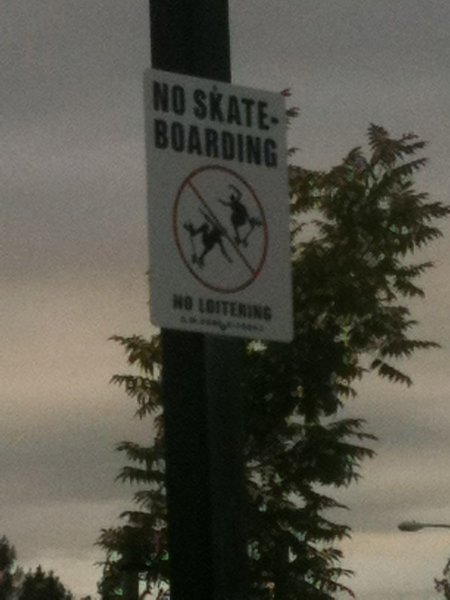 NO SKATE-
BOARDING
NO LOITERING